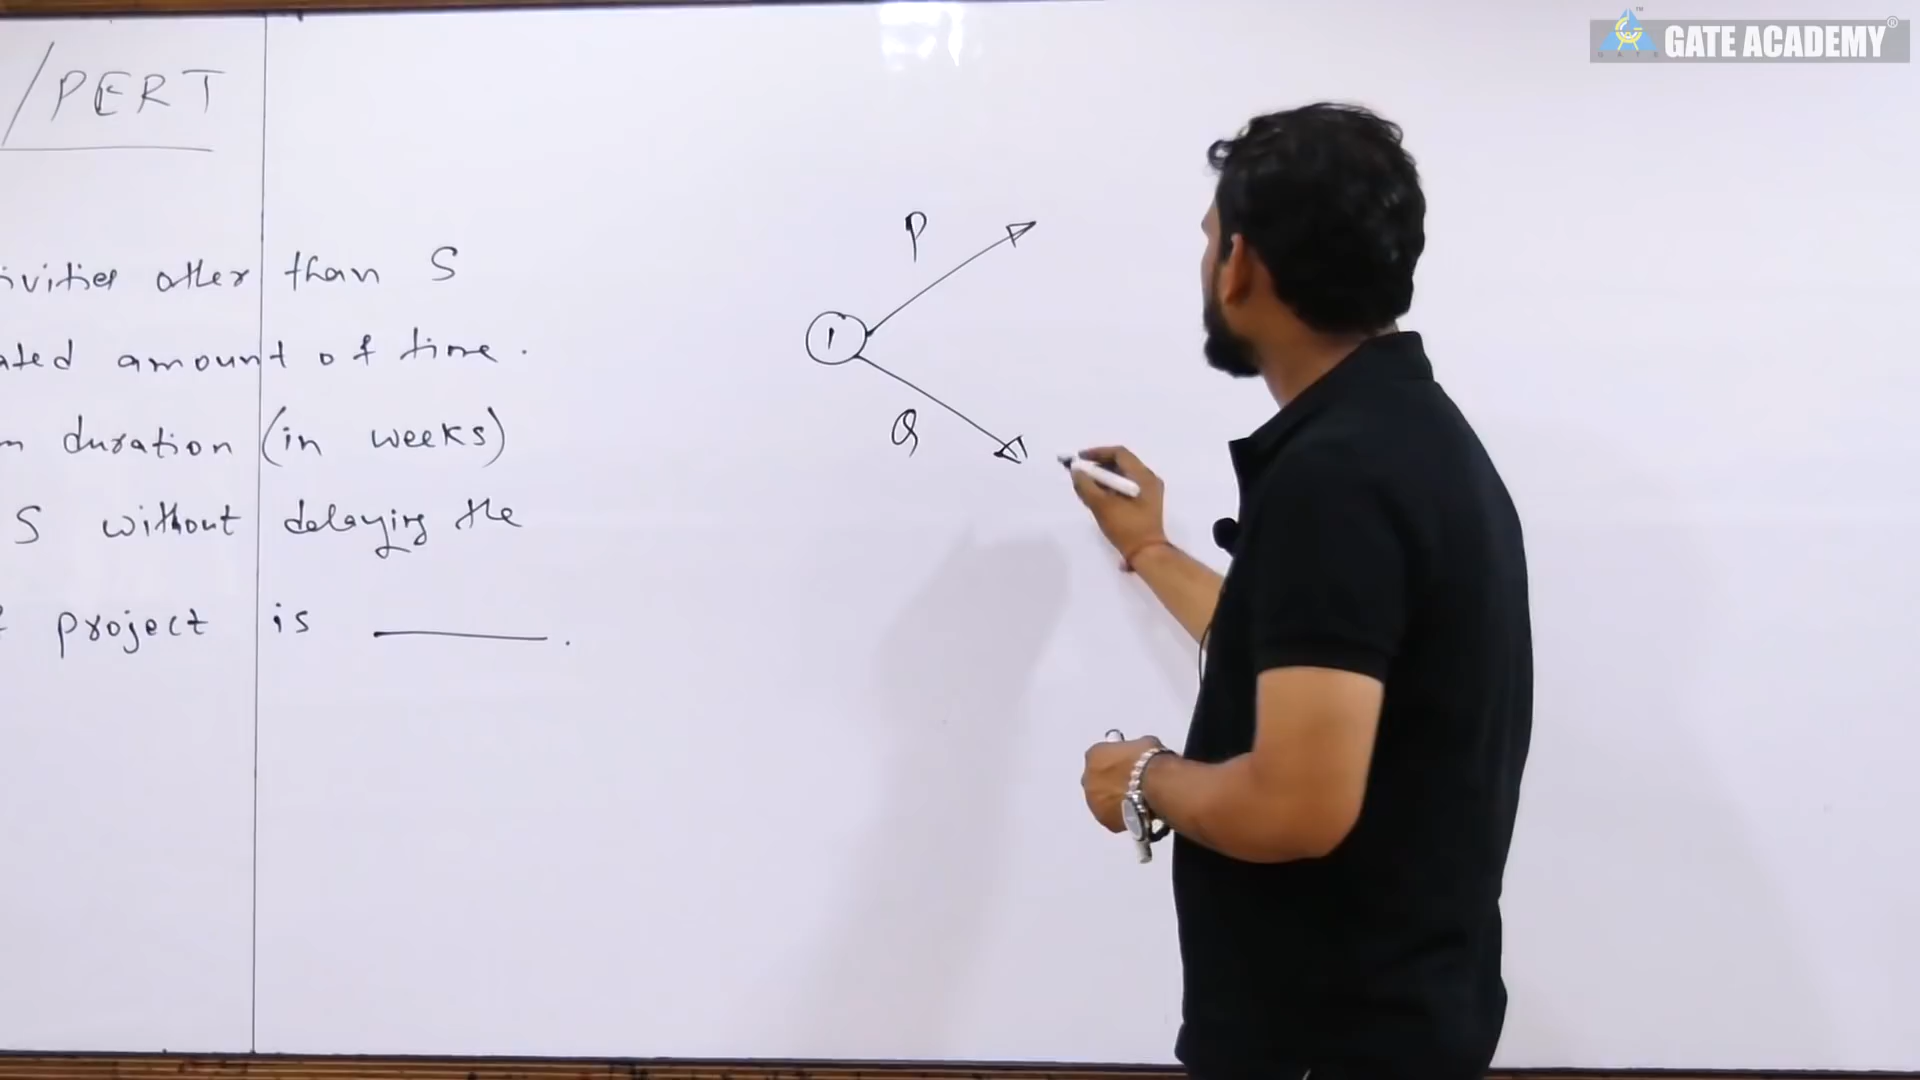 /PERT
ivities other than S
ated amount of time.
n duration (in weeks)
S without delaying the
project is ______.
P
1
Q
GATE ACADEMY®